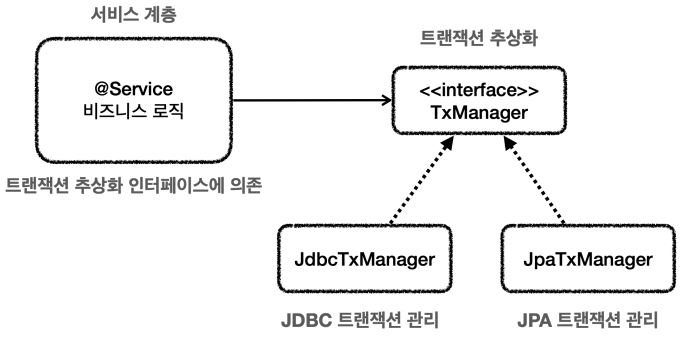 서비스 계층
트랜잭션 추상화
@Service
비즈니스 로직
<<interface>>
TxManager
트랜잭션 추상화 인터페이스에 의존
JdbcTxManager
JpaTxManager
JDBC 트랜잭션 관리
JPA 트랜잭션 관리